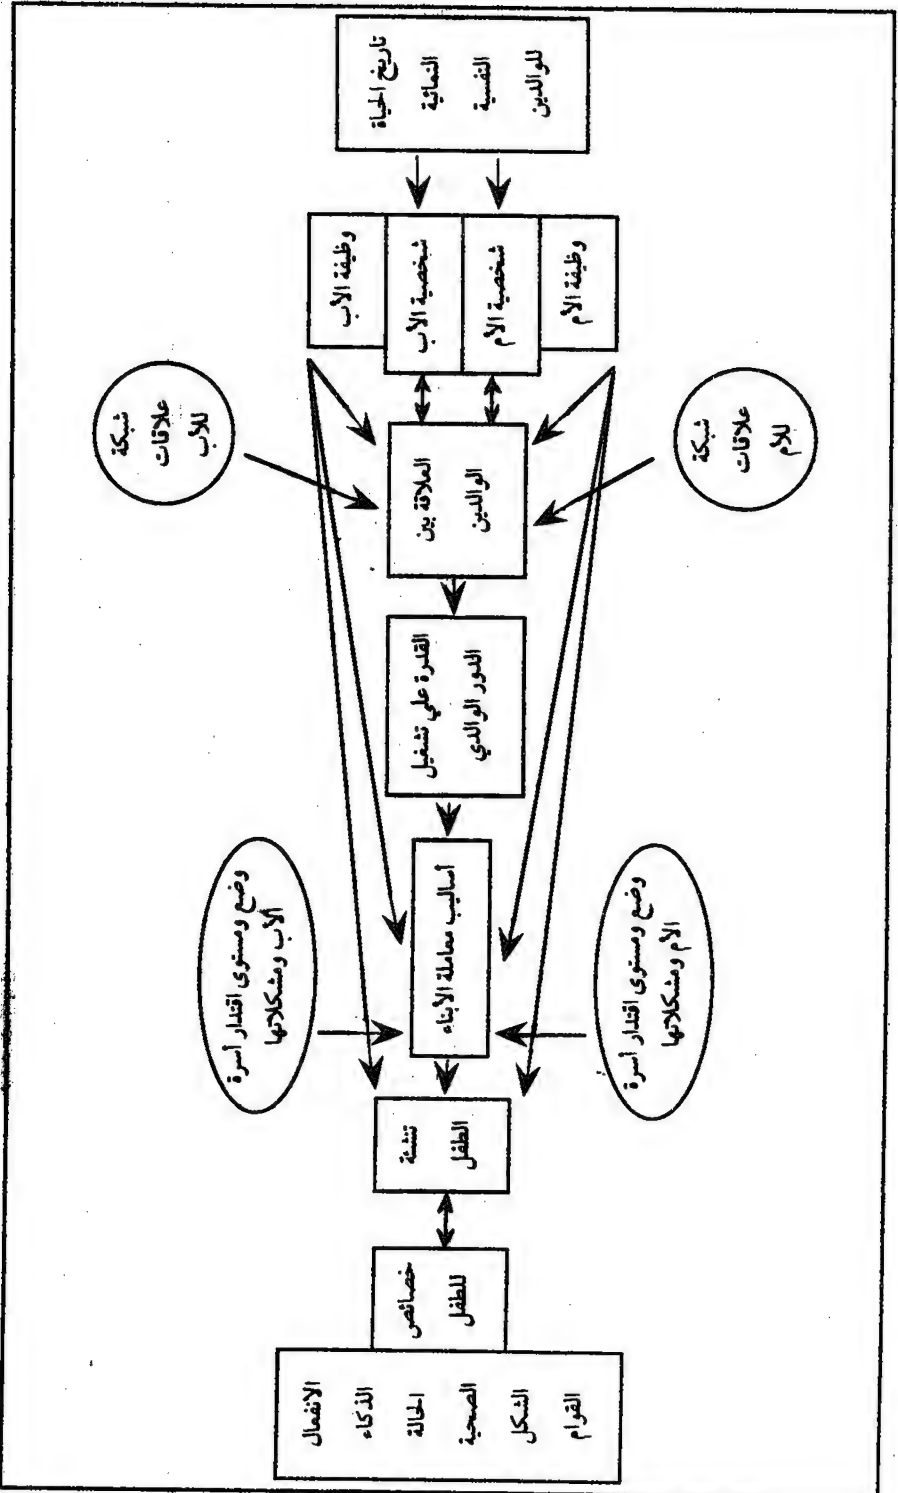 تاريخ الحياة
النمائية
النفسية
للوالدين
وظيفة الأب
شخصية الأب
شخصية الأم
وظيفة الأم
شبكة
علاقات
للأب
العلاقة بين
الوالدين
شبكة
علاقات
للأم
القدرة علي تشغيل
الدور الوالدي
وضع ومستوى اقتدار أسرة
الأب ومشكلاتها
أساليب معاملة الأبناء
وضع ومستوى اقتدار أسرة
الأم ومشكلاتها
تنشئة
الطفل
خصائص
للطفل
الانفعال
الذكاء
الحالة
الصحية
الشكل
القوام